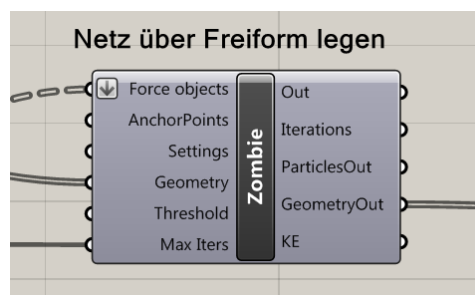 Netz über Freiform legen
Force objects
AnchorPoints
Settings
Geometry
Threshold
Max Iters
Zombie
Out
Iterations
ParticlesOut
GeometryOut
KE